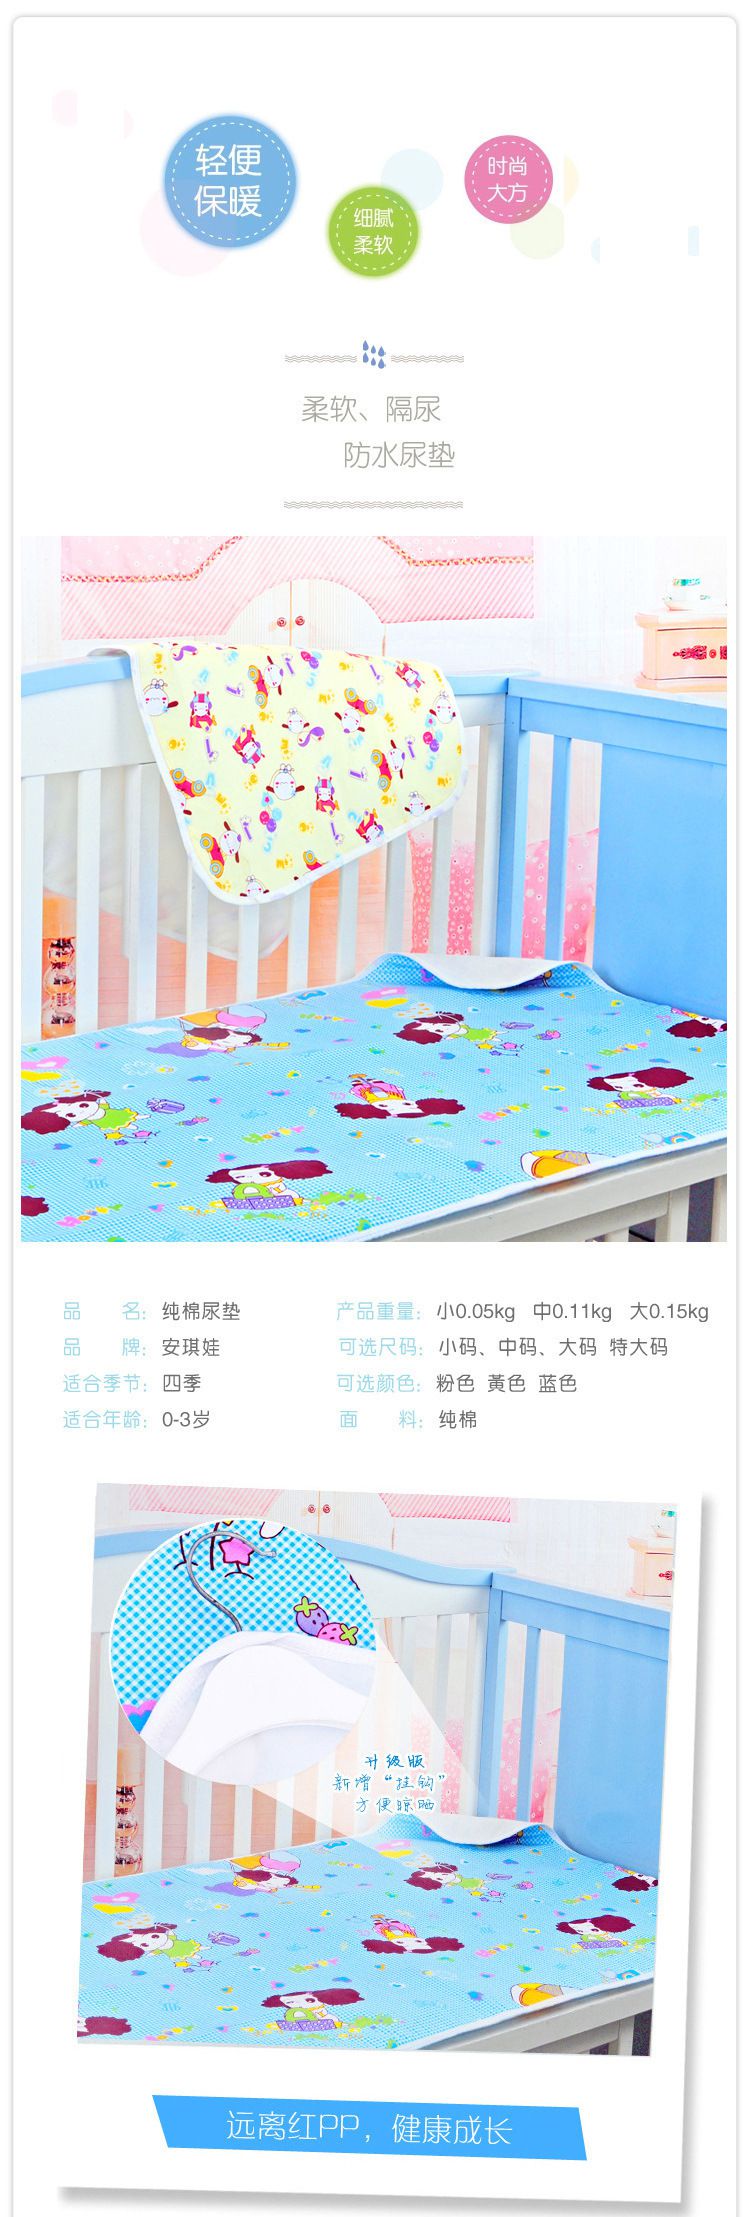 轻便
保暖
细腻
柔软
时尚
大方
柔软、隔尿
防水尿垫
品 名: 纯棉尿垫
产品重量: 小0.05kg 中0.11kg 大0.15kg
品 牌: 安琪娃
可选尺码: 小码、中码、大码 特大码
适合季节: 四季
可选颜色: 粉色 黃色 蓝色
适合年龄: 0-3岁
面 料: 纯棉
升级版
新增“挂钩”
方便晾晒
远离红PP，健康成长